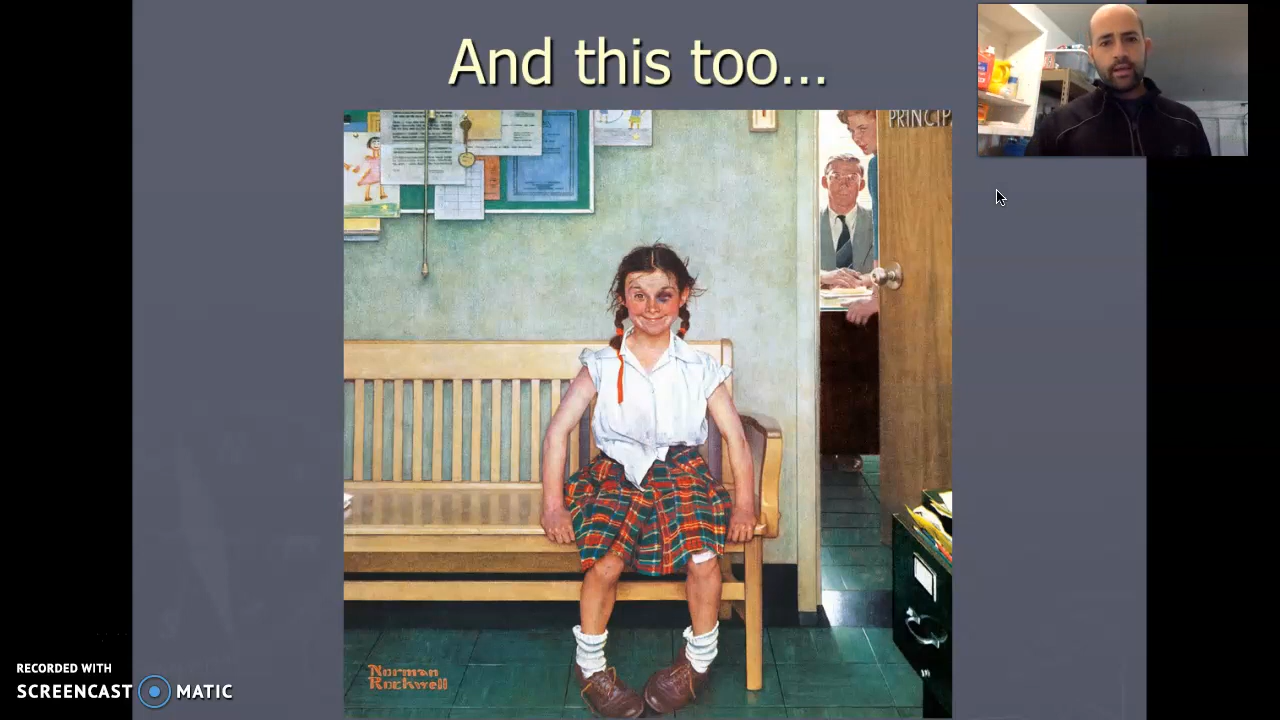 And this too...
PRINCIP
Norman
Rockwell
RECORDED WITH
SCREENCAST MATIC